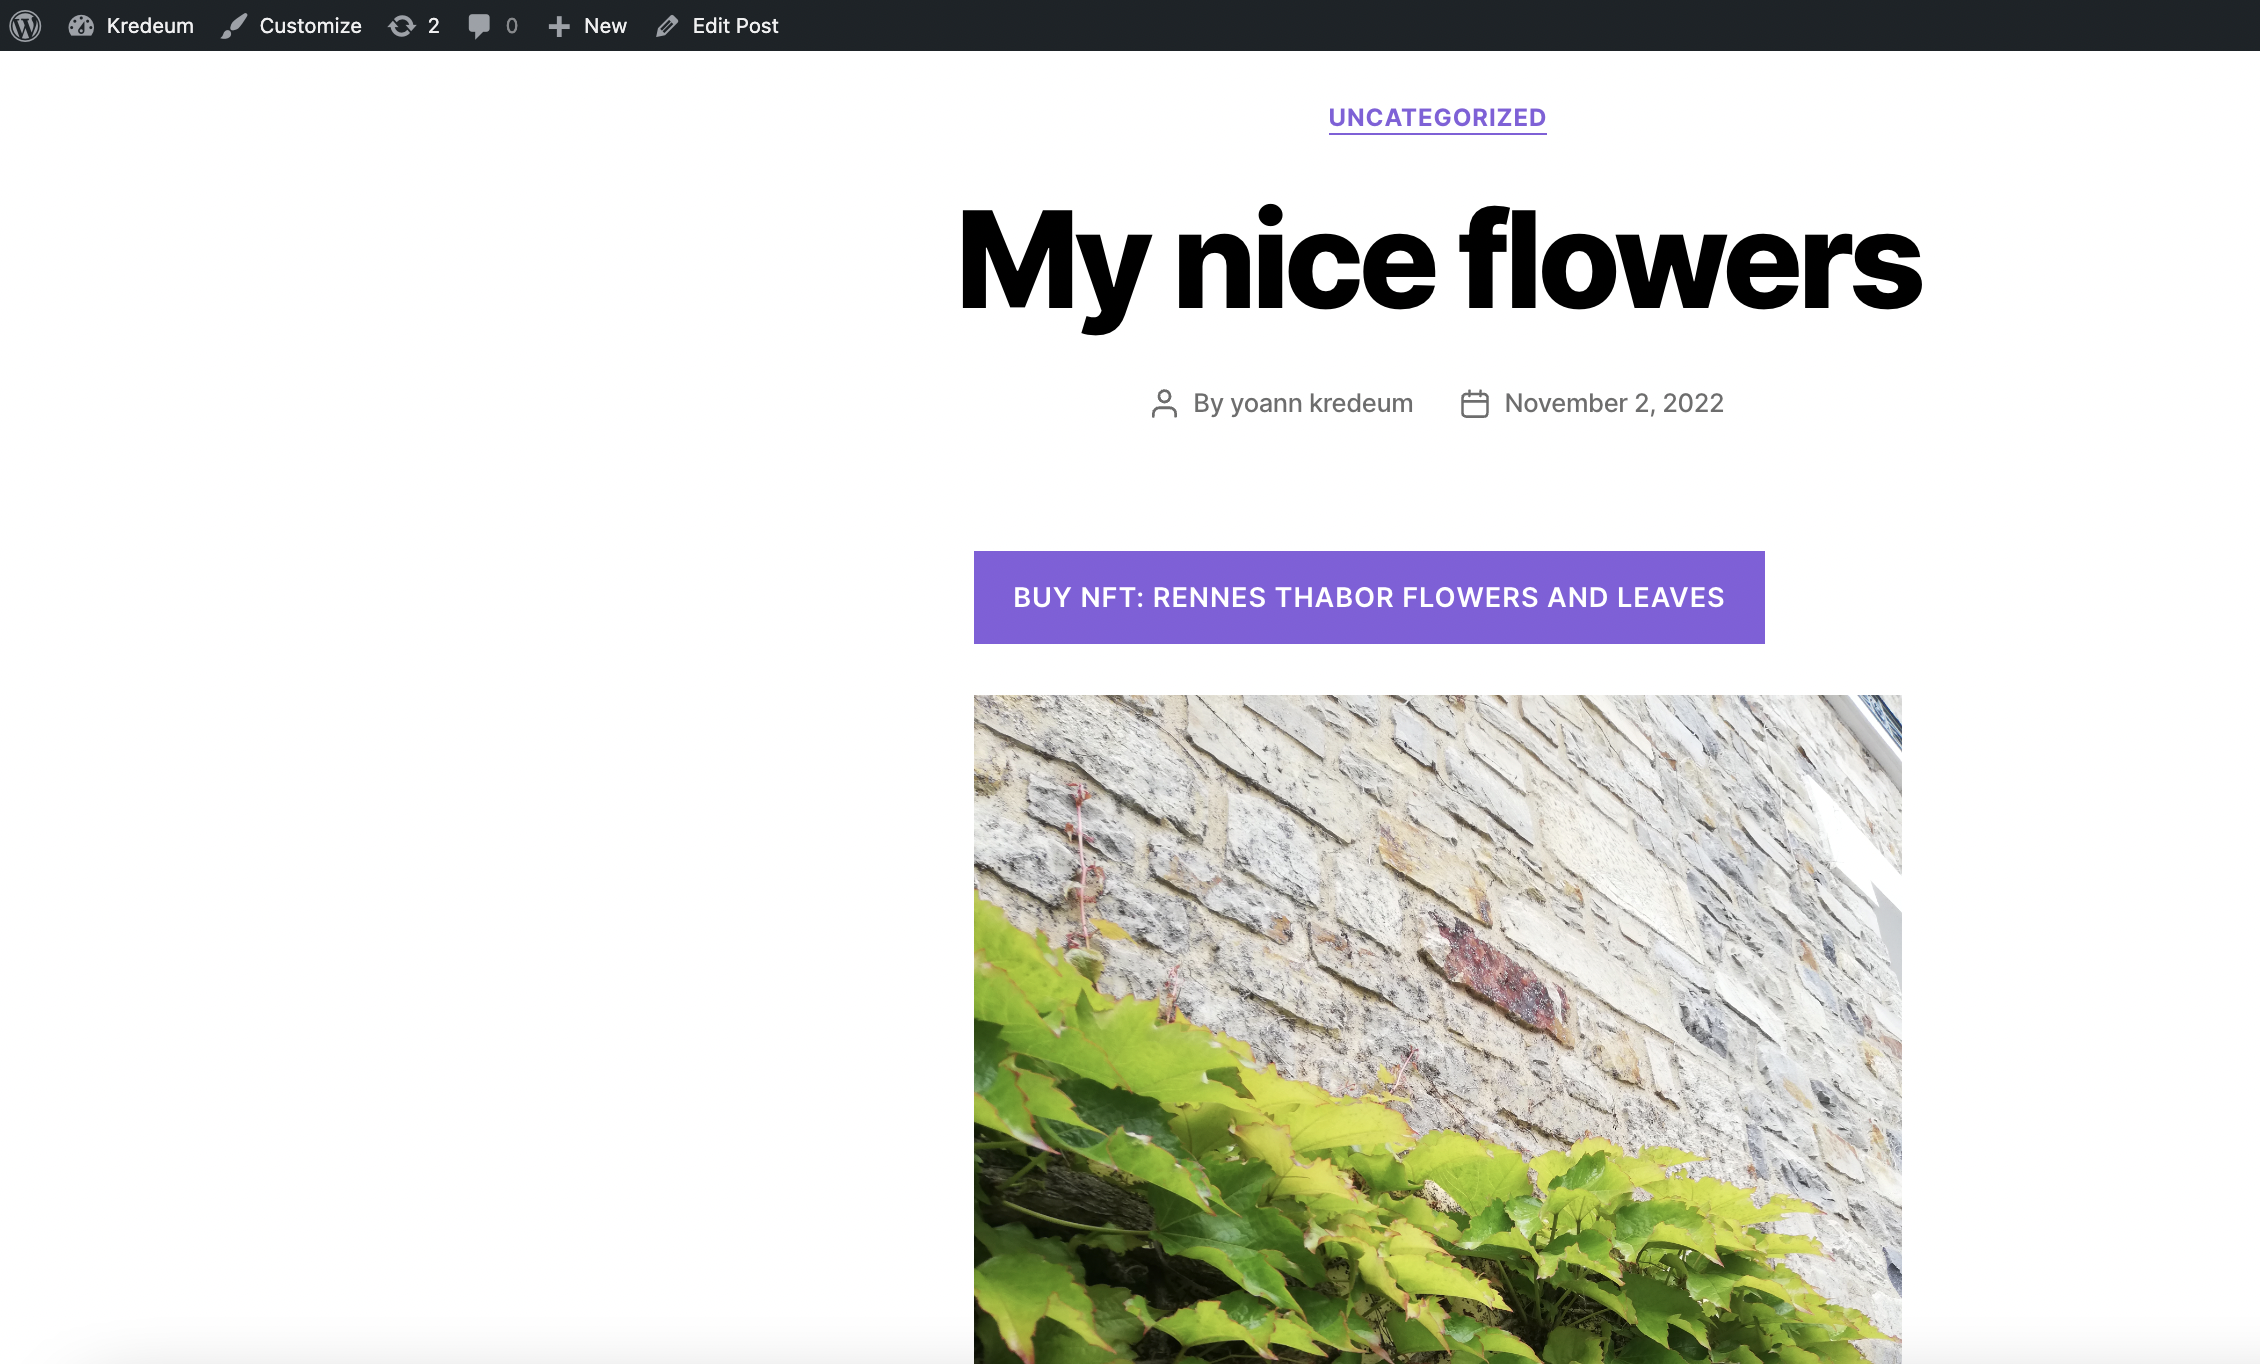 Kredeum Customize 2 0 New Edit Post
UNCATEGORIZED
My nice flowers
By yoann kredeum November 2, 2022
BUY NFT: RENNES THABOR FLOWERS AND LEAVES